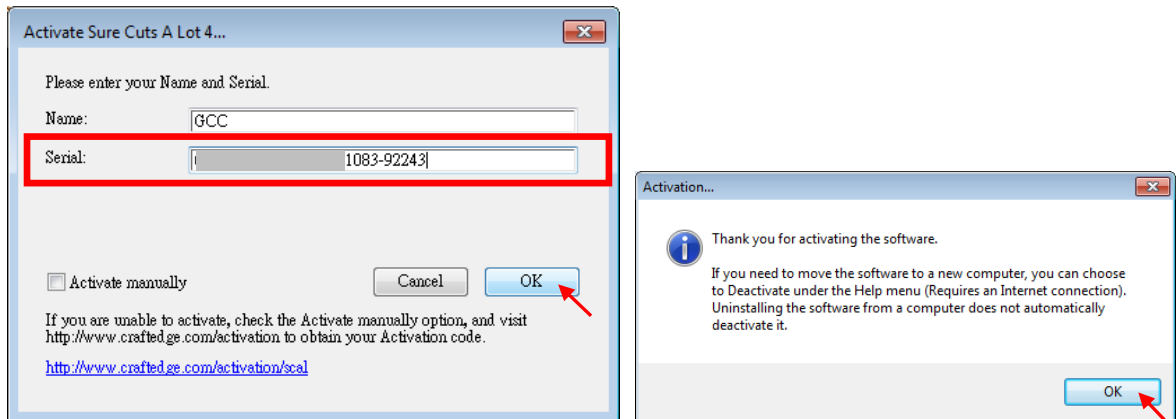 Activate Sure Cuts A Lot 4...
Please enter your Name and Serial.
Name: GCC
Serial: 1083-92243
Activate manually
Cancel
OK
If you are unable to activate, check the Activate manually option, and visit
http://www.craftedge.com/activation to obtain your Activation code.
http://www.craftedge.com/activation/scal
Activation...
Thank you for activating the software.
If you need to move the software to a new computer, you can choose
to Deactivate under the Help menu (Requires an Internet connection).
Uninstalling the software from a computer does not automatically
deactivate it.
OK